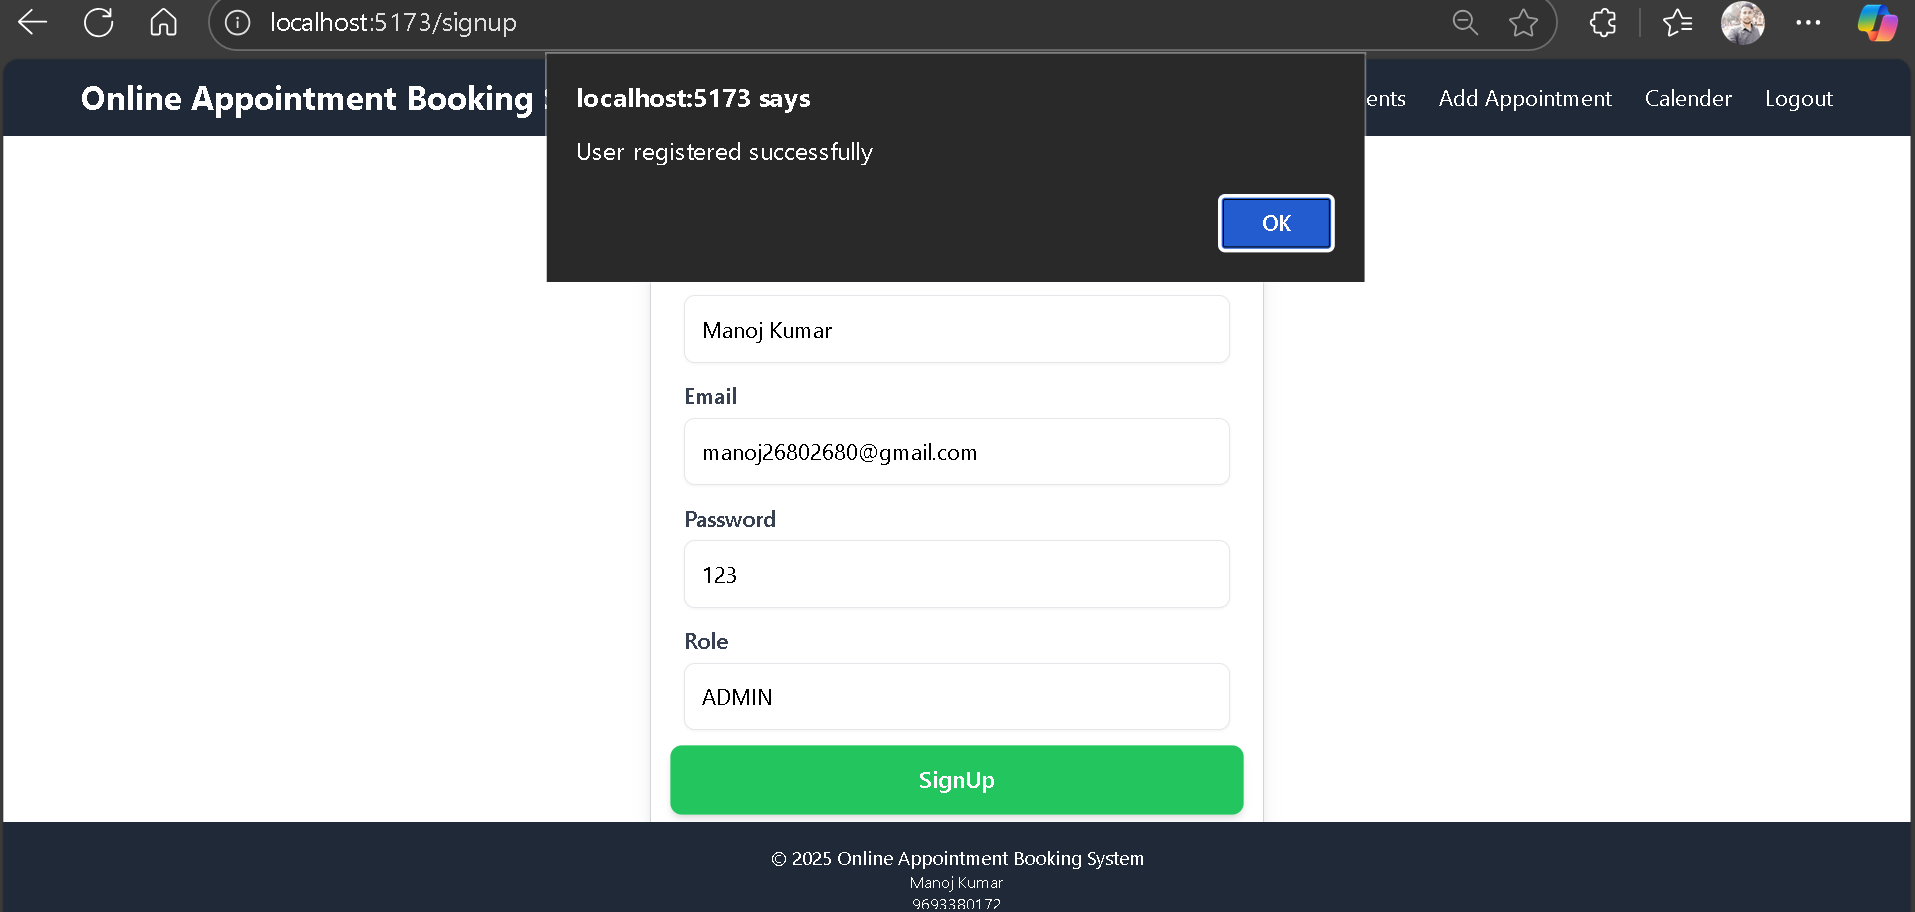 localhost:5173/signup
Online Appointment Booking
localhost:5173 says
User registered successfully
OK
ents Add Appointment Calender Logout
Manoj Kumar
Email
manoj26802680@gmail.com
Password
123
Role
ADMIN
SignUp
© 2025 Online Appointment Booking System
Manoj Kumar
9693380172